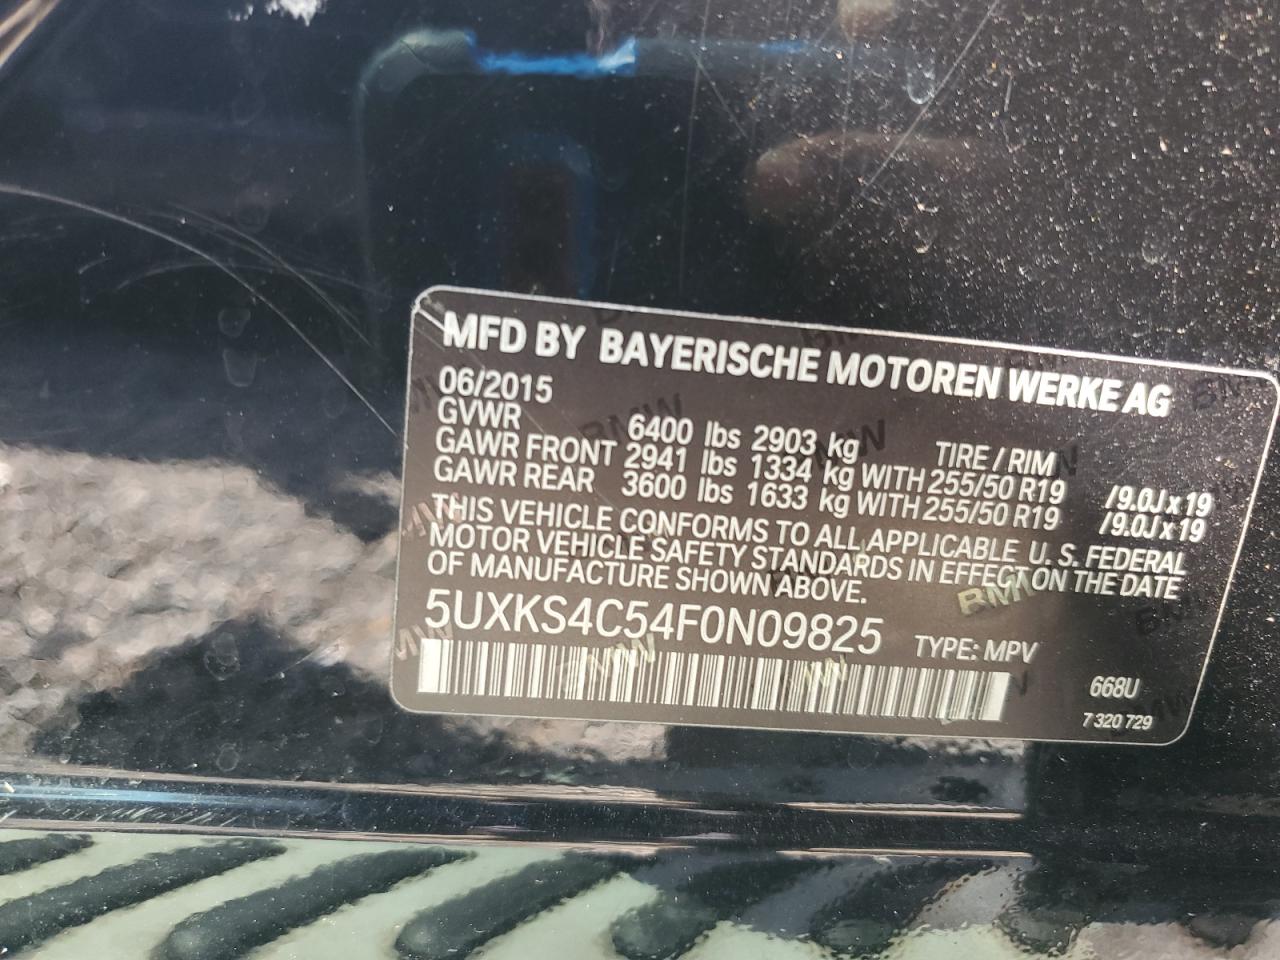 MFD BY BAYERISCHE MOTOREN WERKE AG
06/2015
GVWR 6400 lbs 2903 kg TIRE / RIM
GAWR FRONT 2941 lbs 1334 kg WITH 255/50 R19 /9.0J x 19
GAWR REAR 3600 lbs 1633 kg WITH 255/50 R19 /9.0J x 19
THIS VEHICLE CONFORMS TO ALL APPLICABLE U. S. FEDERAL
MOTOR VEHICLE SAFETY STANDARDS IN EFFECT ON THE DATE
OF MANUFACTURE SHOWN ABOVE.
5UXKS4C54F0N09825 TYPE: MPV
668U
7 320 729